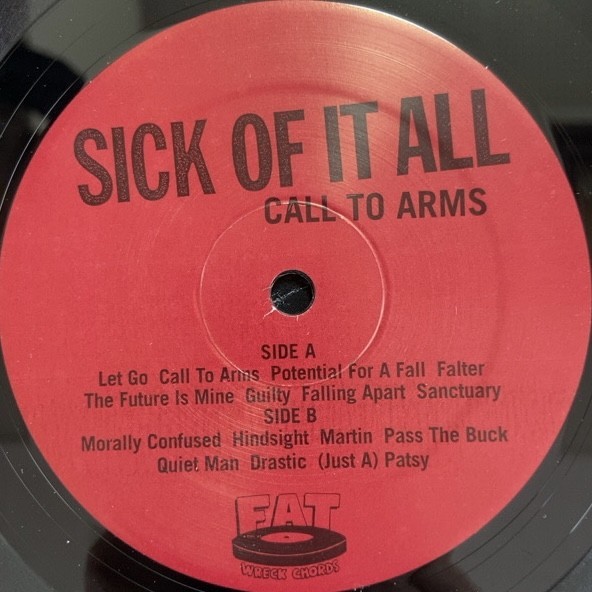 SICK OF IT ALL
CALL TO ARMS
SIDE A
Let Go Call To Arms Potential For A Fall Falter
The Future Is Mine Guilty Falling Apart Sanctuary
SIDE B
Morally Confused Hindsight Martin Pass The Buck
Quiet Man Drastic (Just A) Patsy
FAT
WRECK CHORDS